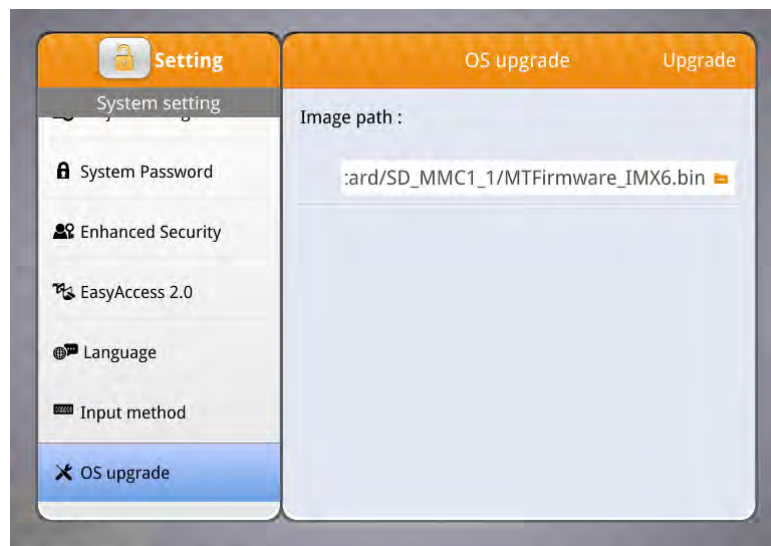 Setting
System setting
System Password
Enhanced Security
EasyAccess 2.0
Language
Input method
OS upgrade
OS upgrade
Upgrade
Image path :
:ard/SD_MMC1_1/MTFirmware_IMX6.bin